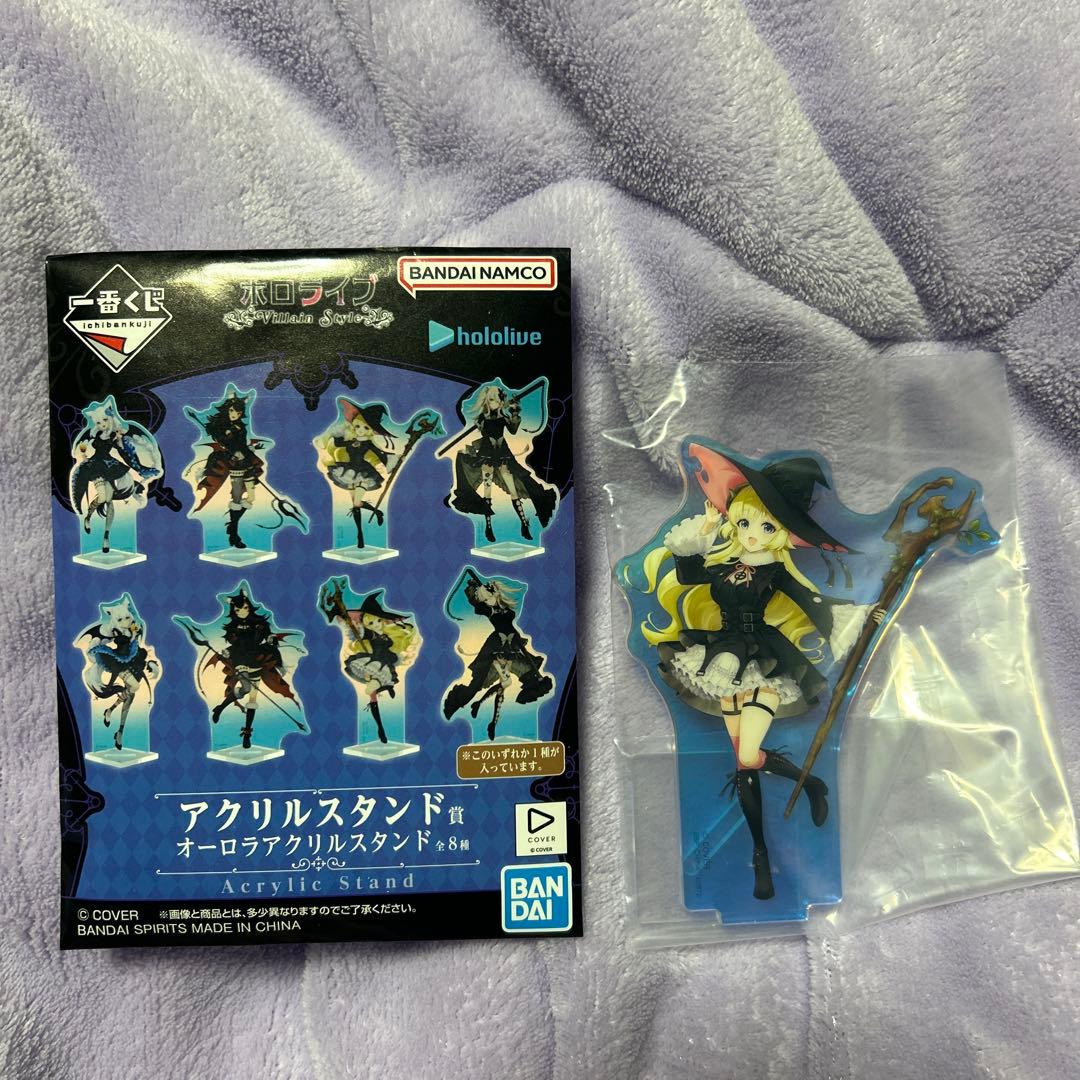 一番くじ
ichibankuji
ホロライブ
Villain Style
BANDAI NAMCO
hololive
※このいずれか1種が
入っています。
アクリルスタンド賞
オーロラアクリルスタンド 全8種
Acrylic Stand
COVER
© COVER
BAN
DAI
© COVER ※画像と商品とは、多少異なりますのでご了承ください。
BANDAI SPIRITS MADE IN CHINA